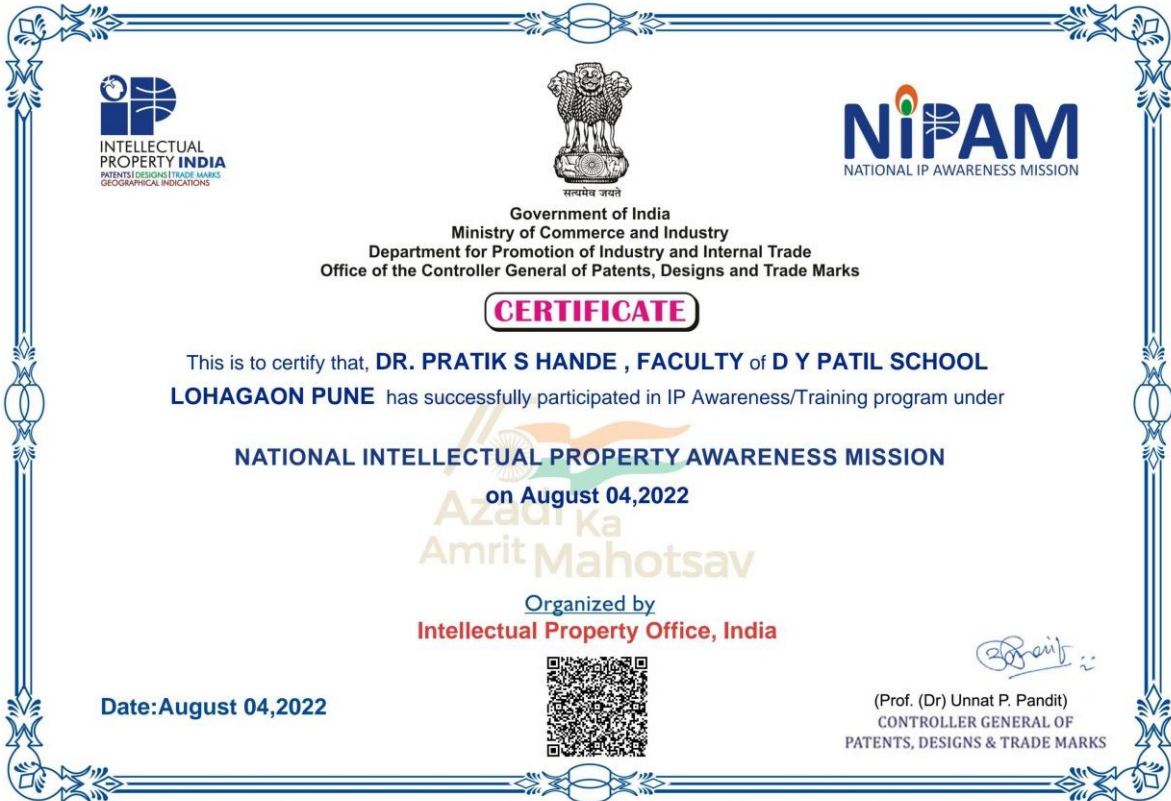 iP
INTELLECTUAL
PROPERTY INDIA
PATENTS|DESIGNS|TRADE MARKS
GEOGRAPHICAL INDICATIONS
सत्यमेव जयते
NiPAM
NATIONAL IP AWARENESS MISSION
Government of India
Ministry of Commerce and Industry
Department for Promotion of Industry and Internal Trade
Office of the Controller General of Patents, Designs and Trade Marks
CERTIFICATE
This is to certify that, DR. PRATIK S HANDE , FACULTY of D Y PATIL SCHOOL
LOHAGAON PUNE has successfully participated in IP Awareness/Training program under
NATIONAL INTELLECTUAL PROPERTY AWARENESS MISSION
on August 04,2022
Azadi Ka
Amrit Mahotsav
Organized by
Intellectual Property Office, India
Date:August 04,2022
(Prof. (Dr) Unnat P. Pandit)
CONTROLLER GENERAL OF
PATENTS, DESIGNS & TRADE MARKS